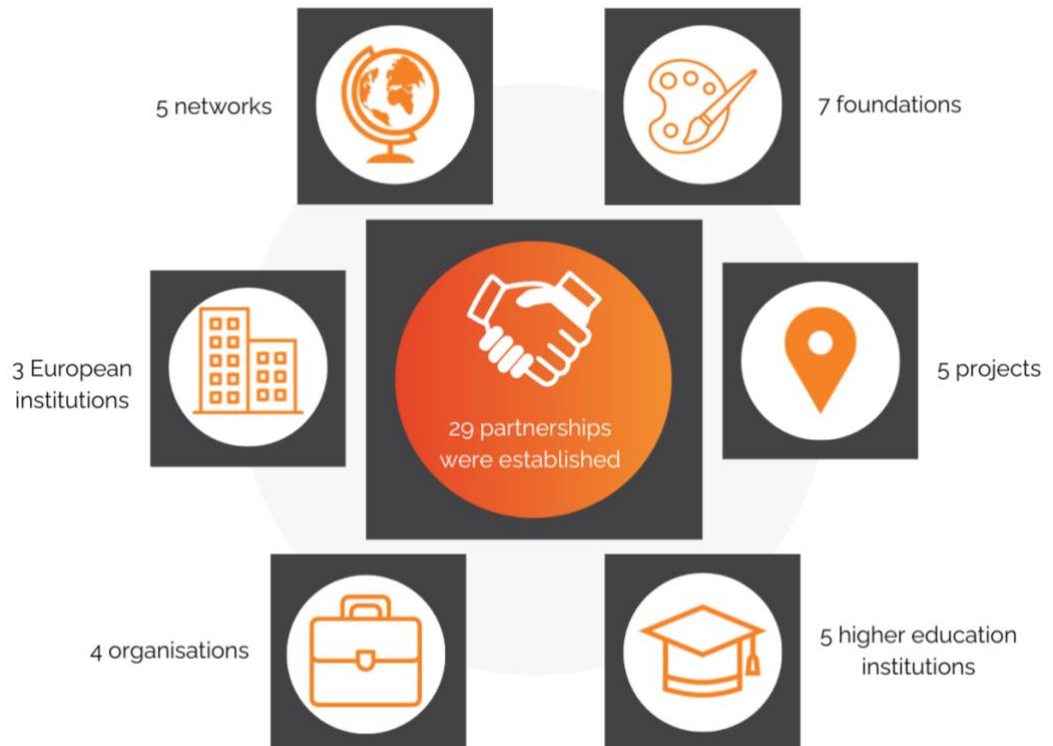 5 networks
7 foundations
3 European
institutions
29 partnerships
were established
5 projects
4 organisations
5 higher education
institutions